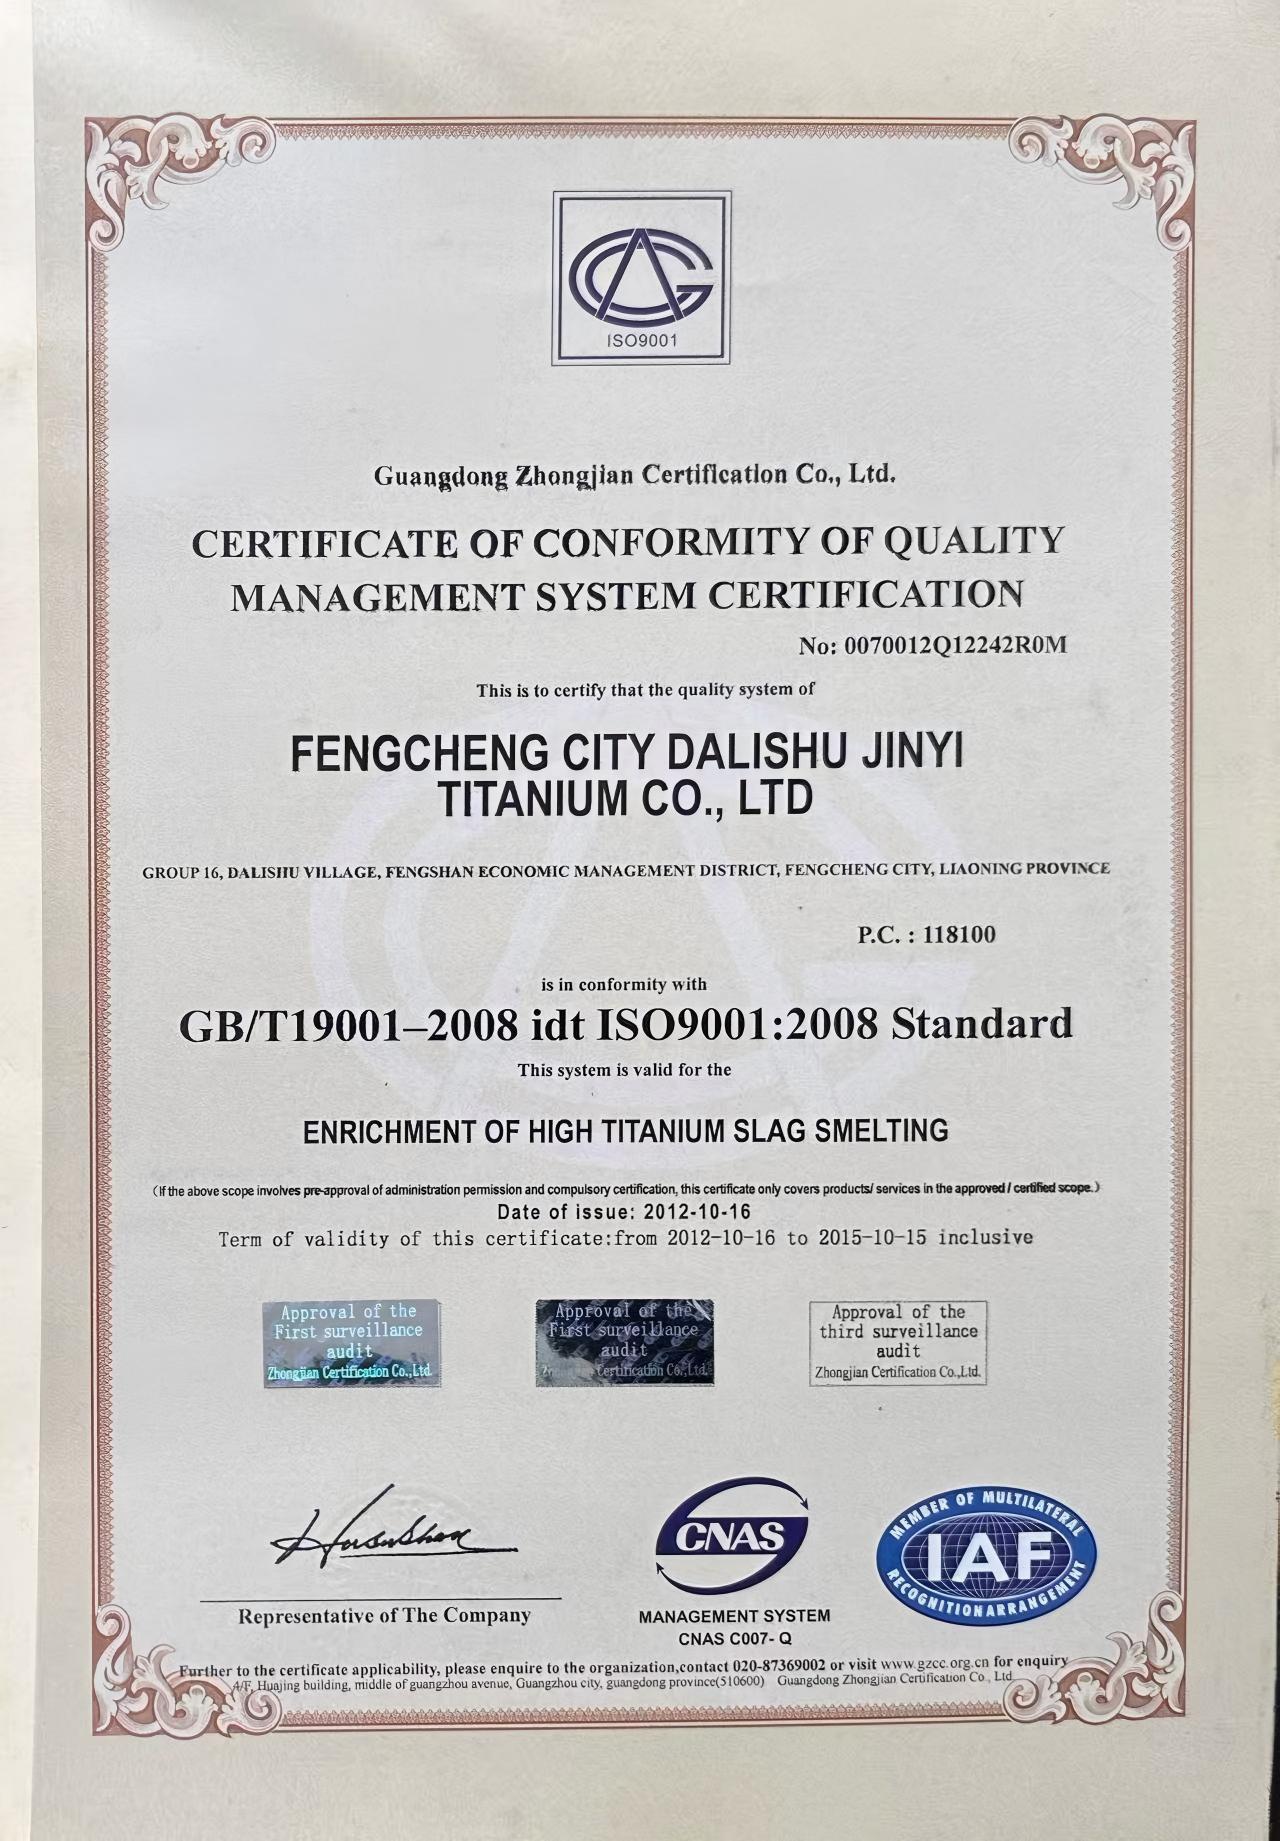 ISO9001
Guangdong Zhongjian Certification Co., Ltd.
CERTIFICATE OF CONFORMITY OF QUALITY
MANAGEMENT SYSTEM CERTIFICATION
No: 0070012Q12242R0M
This is to certify that the quality system of
FENGCHENG CITY DALISHU JINYI
TITANIUM CO., LTD
GROUP 16, DALISHU VILLAGE, FENGSHAN ECONOMIC MANAGEMENT DISTRICT, FENGCHENG CITY, LIAONING PROVINCE
P.C. : 118100
is in conformity with
GB/T19001–2008 idt ISO9001:2008 Standard
This system is valid for the
ENRICHMENT OF HIGH TITANIUM SLAG SMELTING
(If the above scope involves pre-approval of administration permission and compulsory certification, this certificate only covers products/ services in the approved / certified scope.)
Date of issue: 2012-10-16
Term of validity of this certificate:from 2012-10-16 to 2015-10-15 inclusive
Approval of the
First surveillance
audit
Zhongjian Certification Co.,Ltd.
Approval of the
First surveillance
audit
Certification Co.,Ltd.
Approval of the
third surveillance
audit
Zhongjian Certification Co.,Ltd.
Representative of The Company
CNAS
MANAGEMENT SYSTEM
CNAS C007- Q
MEMBER OF MULTILATERAL
IAF
RECOGNITION ARRANGEMENT
Further to the certificate applicability, please enquire to the organization,contact 020-87369002 or visit www.gzcc.org.cn for enquiry
4/F, Huajing building, middle of guangzhou avenue, Guangzhou city, guangdong province(510600) Guangdong Zhongjian Certification Co., Ltd